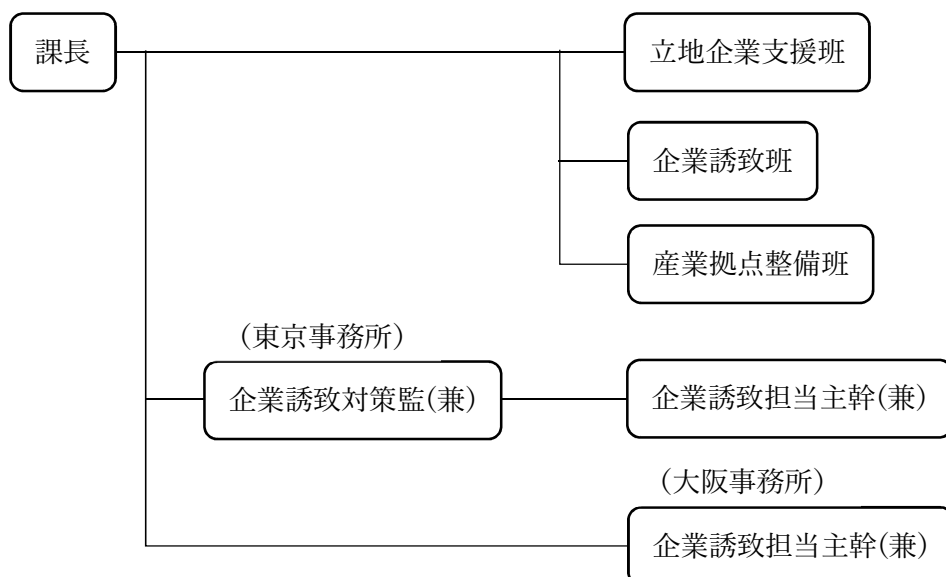 課長
立地企業支援班
企業誘致班
産業拠点整備班
（東京事務所）
企業誘致対策監(兼)
企業誘致担当主幹(兼)
（大阪事務所）
企業誘致担当主幹(兼)